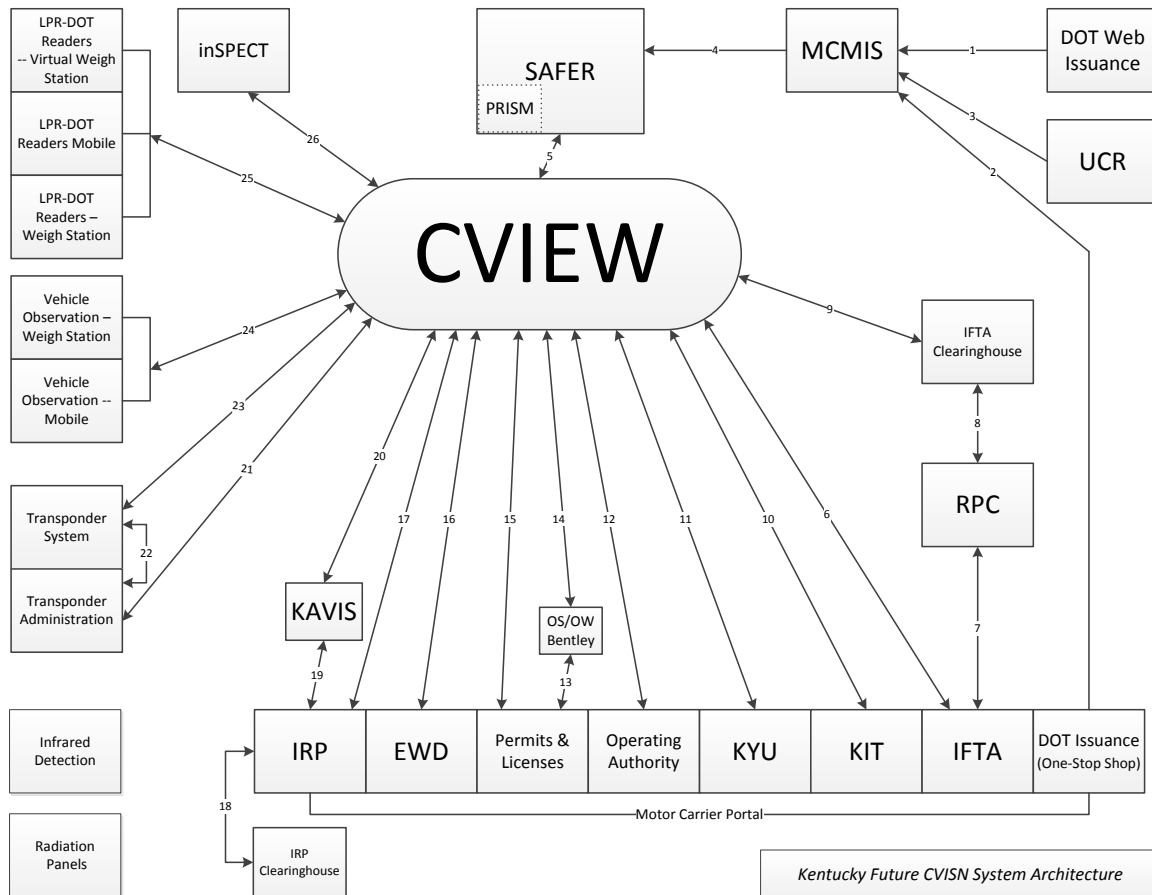 LPR-DOT
Readers
-- Virtual Weigh
Station
LPR-DOT
Readers Mobile
LPR-DOT
Readers –
Weigh Station
inSPECT
SAFER
PRISM
MCMIS
DOT Web
Issuance
UCR
1
2
3
4
5
26
25
CVIEW
Vehicle
Observation –
Weigh Station
Vehicle
Observation --
Mobile
24
23
21
9
IFTA
Clearinghouse
8
RPC
7
Transponder
System
22
Transponder
Administration
20
17
16
15
14
12
11
10
6
KAVIS
19
OS/OW
Bentley
13
Infrared
Detection
Radiation
Panels
IRP
EWD
Permits &
Licenses
Operating
Authority
KYU
KIT
IFTA
DOT Issuance
(One-Stop Shop)
18
Motor Carrier Portal
IRP
Clearinghouse
Kentucky Future CVISN System Architecture